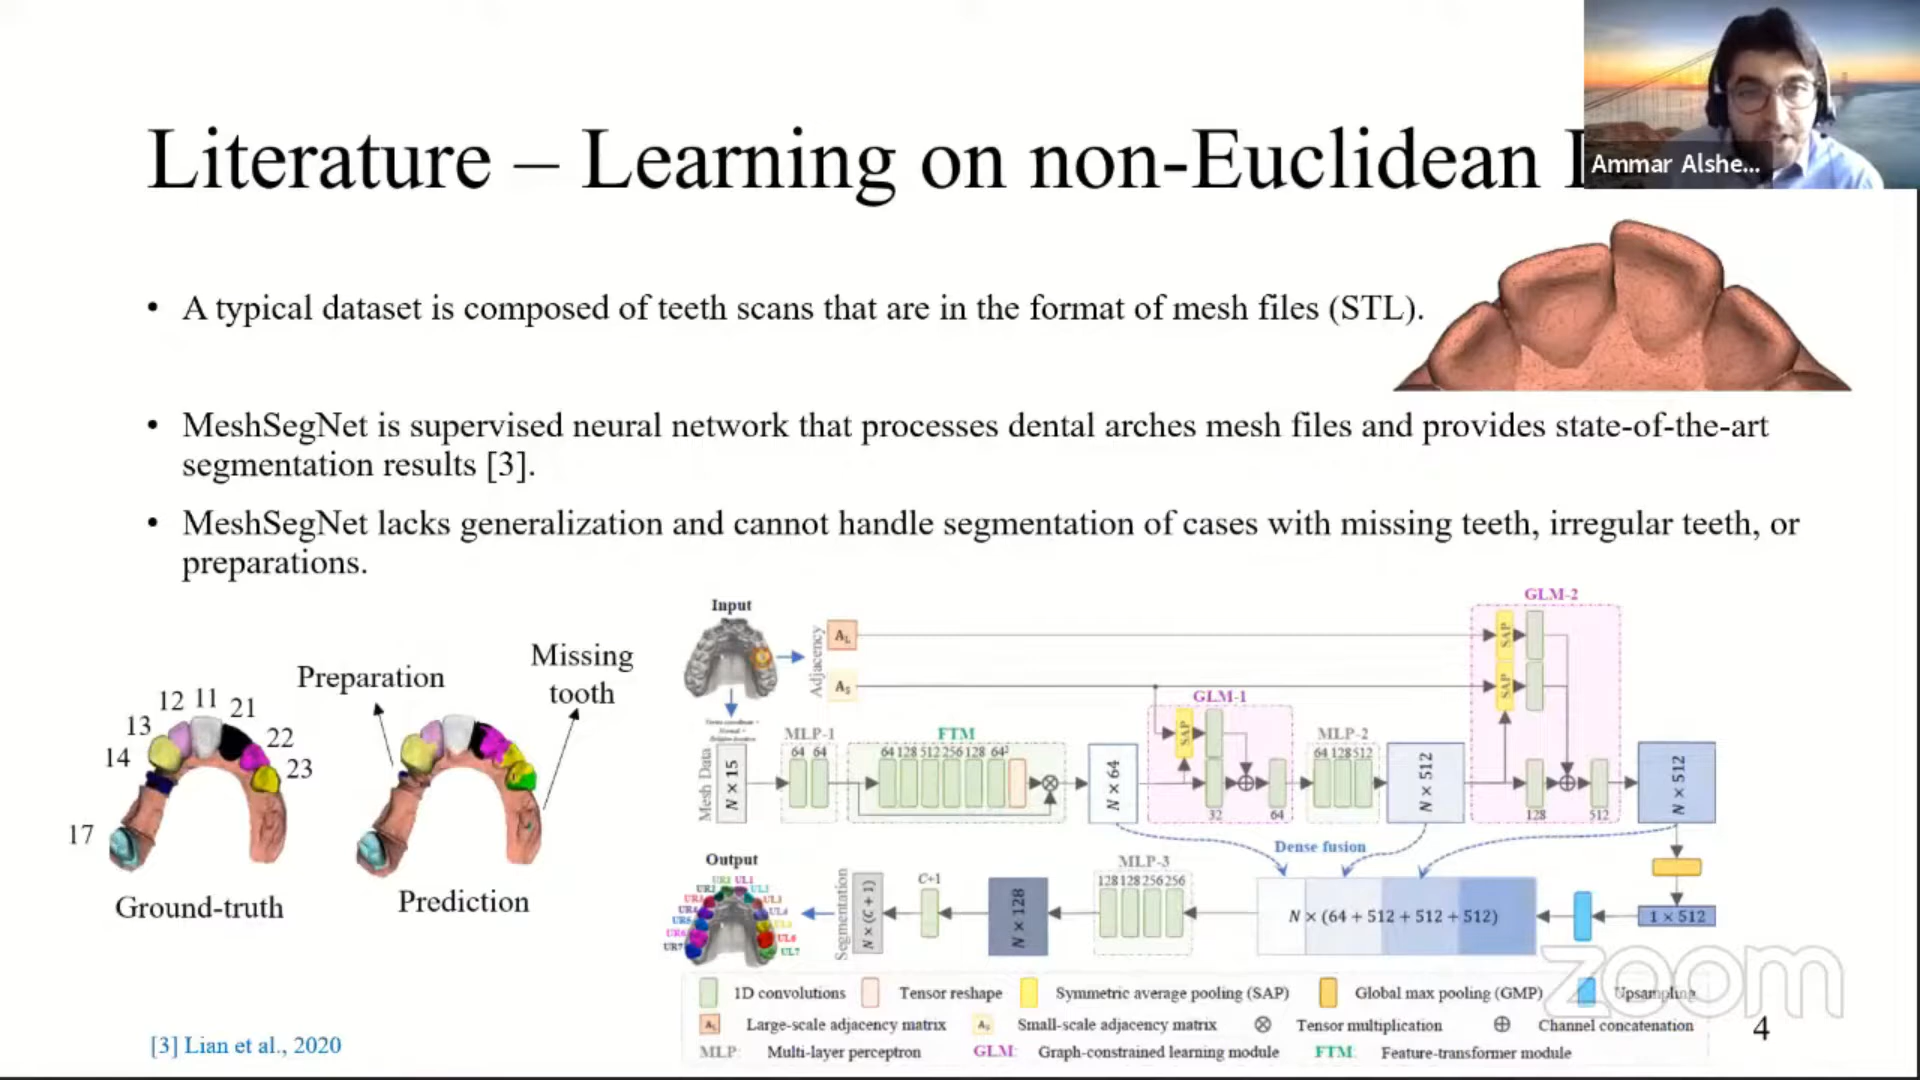 Literature – Learning on non-Euclidean
Ammar Alshe...
• A typical dataset is composed of teeth scans that are in the format of mesh files (STL).
• MeshSegNet is supervised neural network that processes dental arches mesh files and provides state-of-the-art
segmentation results [3].
• MeshSegNet lacks generalization and cannot handle segmentation of cases with missing teeth, irregular teeth, or
preparations.
Preparation
Missing
tooth
12 11 21
13
22
14
23
17
Ground-truth
Prediction
Input
Adjacency
A_L
A_S
GLM-2
SAP
SAP
GLM-1
SAP
MLP-1
64 64
FTM
64 128 512 256 128 64²
MLP-2
64 128 512
Mesh Data
N × 15
N × 64
N × 512
N × 512
32
64
128
512
Dense fusion
Output
UR1 UL1
UR7
UL6
UL7
Segmentation
N × (C + 1)
C+1
N × 128
MLP-3
128 128 256 256
N × (64 + 512 + 512 + 512)
1 × 512
zoom
1D convolutions
Tensor reshape
Symmetric average pooling (SAP)
Global max pooling (GMP)
Upsampling
A_L Large-scale adjacency matrix
A_S Small-scale adjacency matrix
⊗ Tensor multiplication
⊕ Channel concatenation
MLP: Multi-layer perceptron
GLM: Graph-constrained learning module
FTM: Feature-transformer module
[3] Lian et al., 2020
4